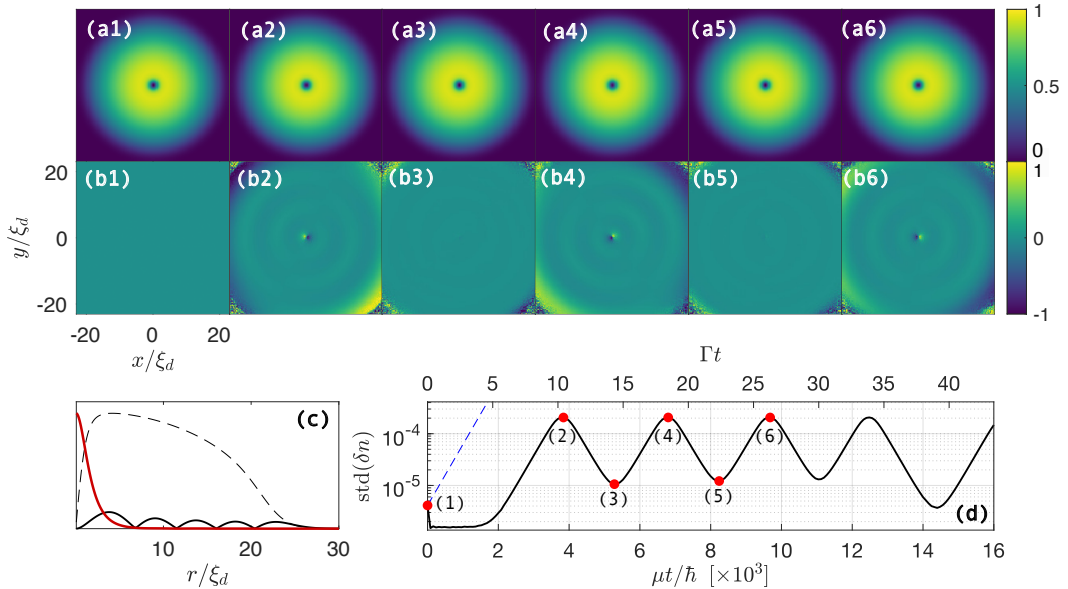 (a1) (a2) (a3) (a4) (a5) (a6) 1
0.5
0
20 (b1) (b2) (b3) (b4) (b5) (b6) 1
y/ξ_d 0 0
-20 -1
-20 0 20
x/ξ_d
Γt
0 5 10 15 20 25 30 35 40
(c)
std(δn)
10^{-4}
10^{-5}
(1) (2) (3) (4) (5) (6)
(d)
0 10 20 30
r/ξ_d
0 2 4 6 8 10 12 14 16
μt/ħ [×10^3]